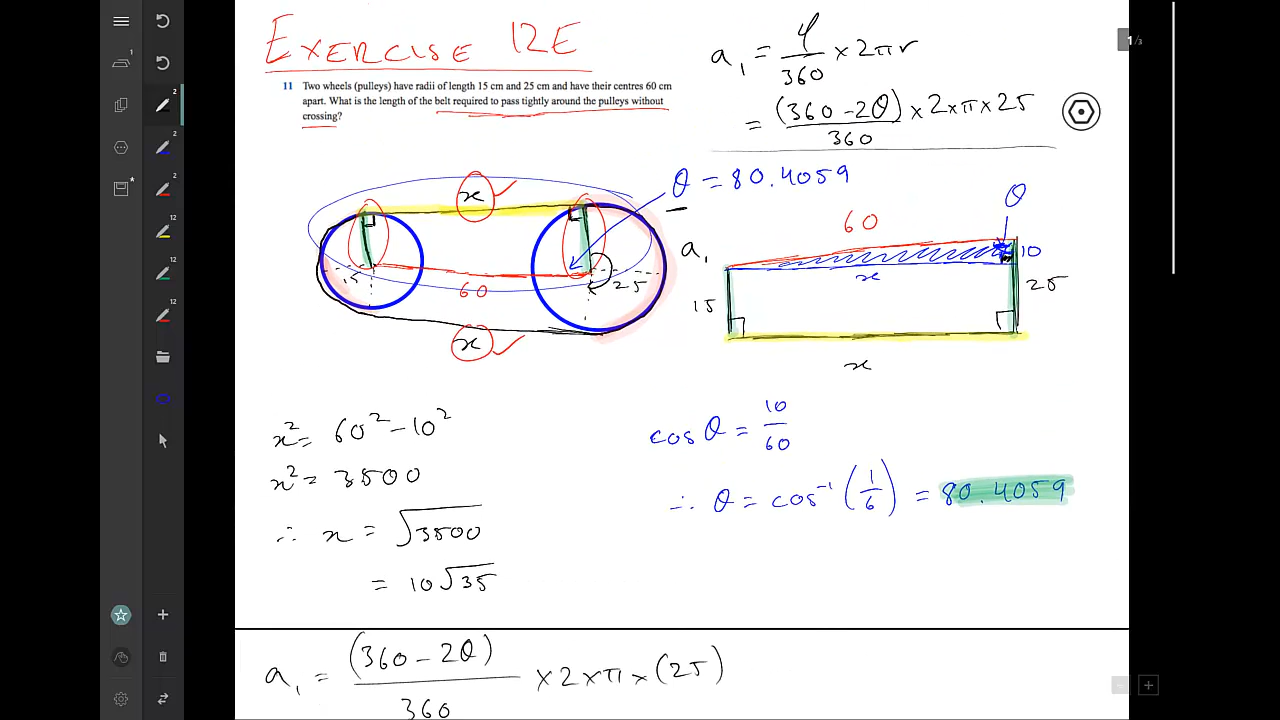 EXERCISE 12E
11 Two wheels (pulleys) have radii of length 15 cm and 25 cm and have their centres 60 cm
apart. What is the length of the belt required to pass tightly around the pulleys without
crossing?
a₁ = φ/360 × 2πr
= (360 - 2θ)/360 × 2 × π × 25
1/3
x
θ = 80.4059
60
15
25
x
a₁
θ
60
10
x
15
25
x
x² = 60² - 10²
x² = 3500
∴ x = √3500
= 10√35
cos θ = 10/60
∴ θ = cos⁻¹ (1/6) = 80.4059
a₁ = (360 - 2θ)/360 × 2 × π × (25)